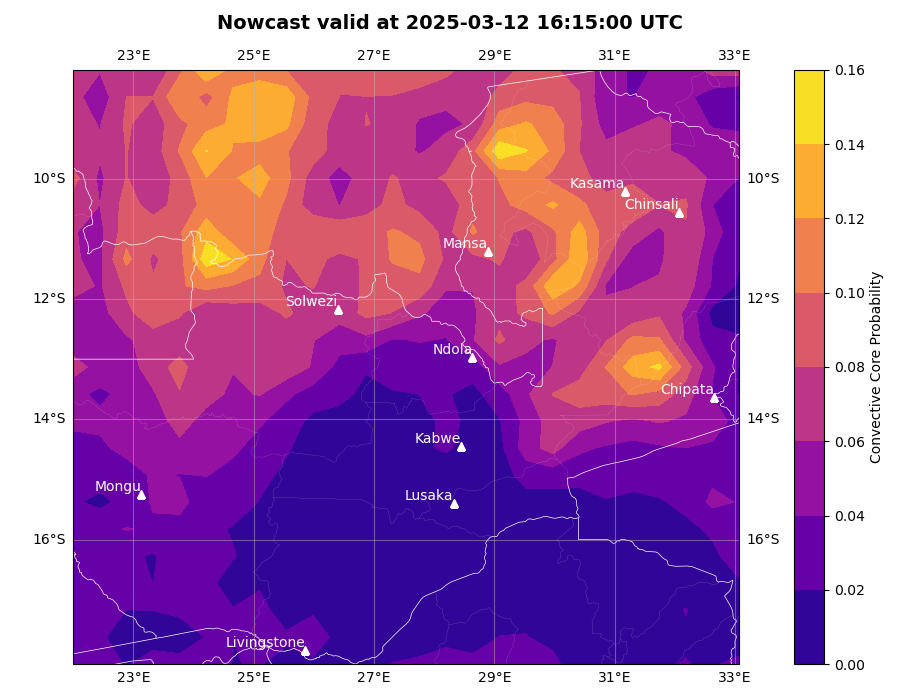 Nowcast valid at 2025-03-12 16:15:00 UTC
23°E 25°E 27°E 29°E 31°E 33°E
0.16
0.14
10°S Kasama 10°S
Chinsali
0.12
Mansa
12°S Solwezi 12°S
0.10
Ndola
0.08
Chipata
14°S 14°S
Kabwe
0.06
Mongu
Lusaka
0.04
16°S 16°S
0.02
Livingstone
0.00
23°E 25°E 27°E 29°E 31°E 33°E
Convective Core Probability